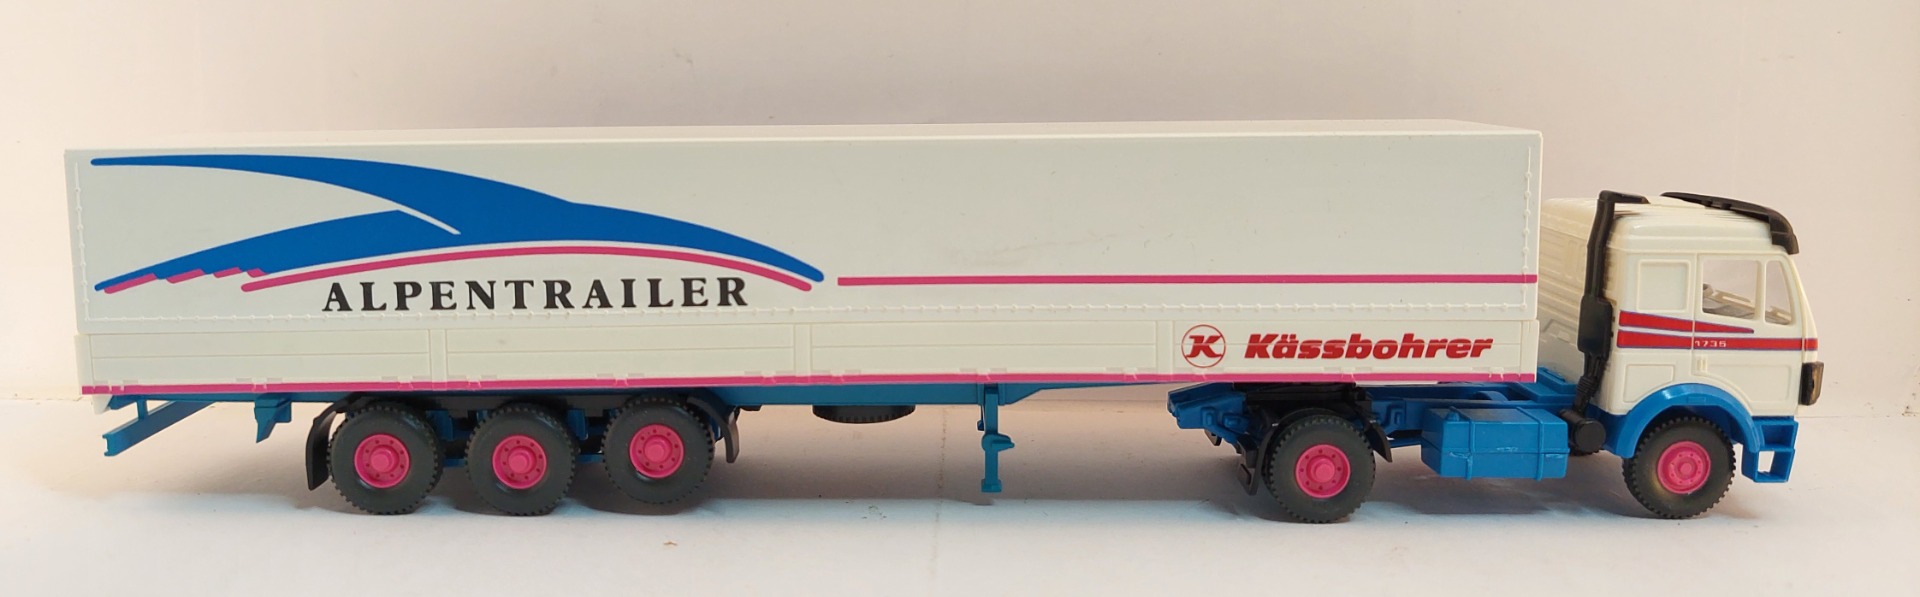 ALPENTRAILER
K Kässbohrer
1735